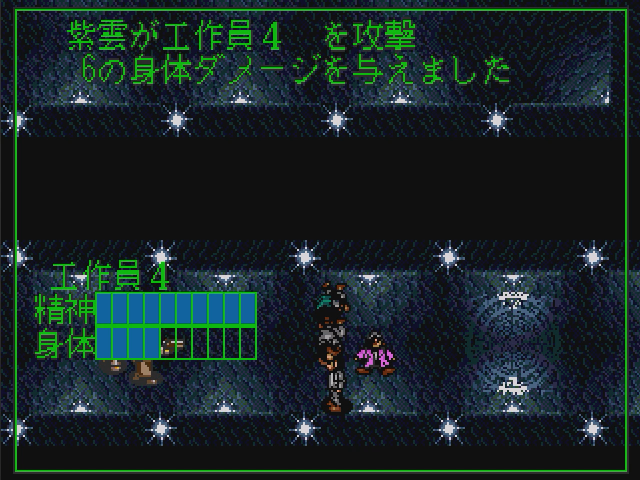 紫雲が工作員４　を攻撃
6の身体ダメージを与えました
工作員４
精神
身体